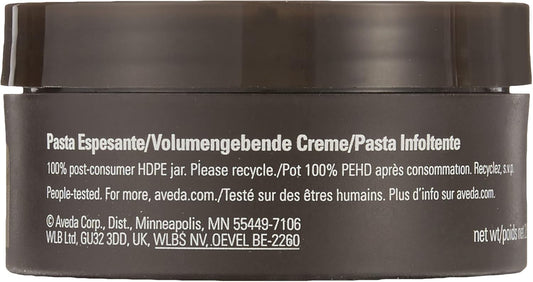 Pasta Espesante/Volumengebende Creme/Pasta Infoltente
100% post-consumer HDPE jar. Please recycle./Pot 100% PEHD après consommation. Recyclez, s.v.p.
People-tested. For more, aveda.com./Testé sur des êtres humains. Plus d'info sur aveda.com.
© Aveda Corp., Dist., Minneapolis, MN 55449-7106
WLB Ltd, GU32 3DD, UK, WLBS NV, OEVEL BE-2260
net wt/poids net